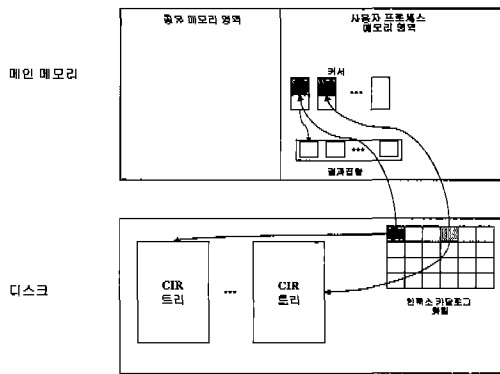 공유 메모리 영역
사용자 프로세스
메모리 영역
메인 메모리
커서
...
...
결과집합
디스크
CIR
트리
...
CIR
트리
인덱스 카탈로그
화일